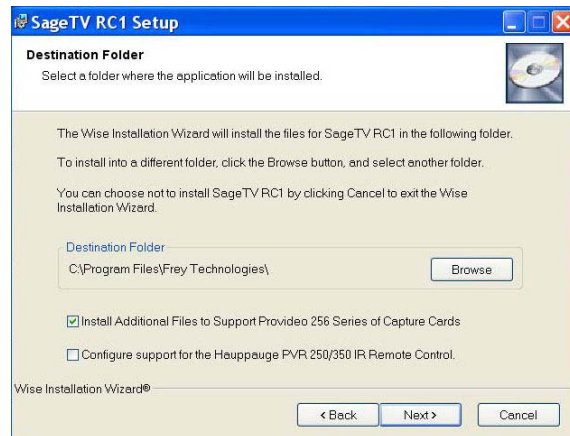 SageTV RC1 Setup
Destination Folder
Select a folder where the application will be installed.
The Wise Installation Wizard will install the files for SageTV RC1 in the following folder.
To install into a different folder, click the Browse button, and select another folder.
You can choose not to install SageTV RC1 by clicking Cancel to exit the Wise
Installation Wizard.
Destination Folder
C:\Program Files\Frey Technologies\
Browse
Install Additional Files to Support Provideo 256 Series of Capture Cards
Configure support for the Hauppauge PVR 250/350 IR Remote Control.
Wise Installation Wizard®
< Back
Next >
Cancel